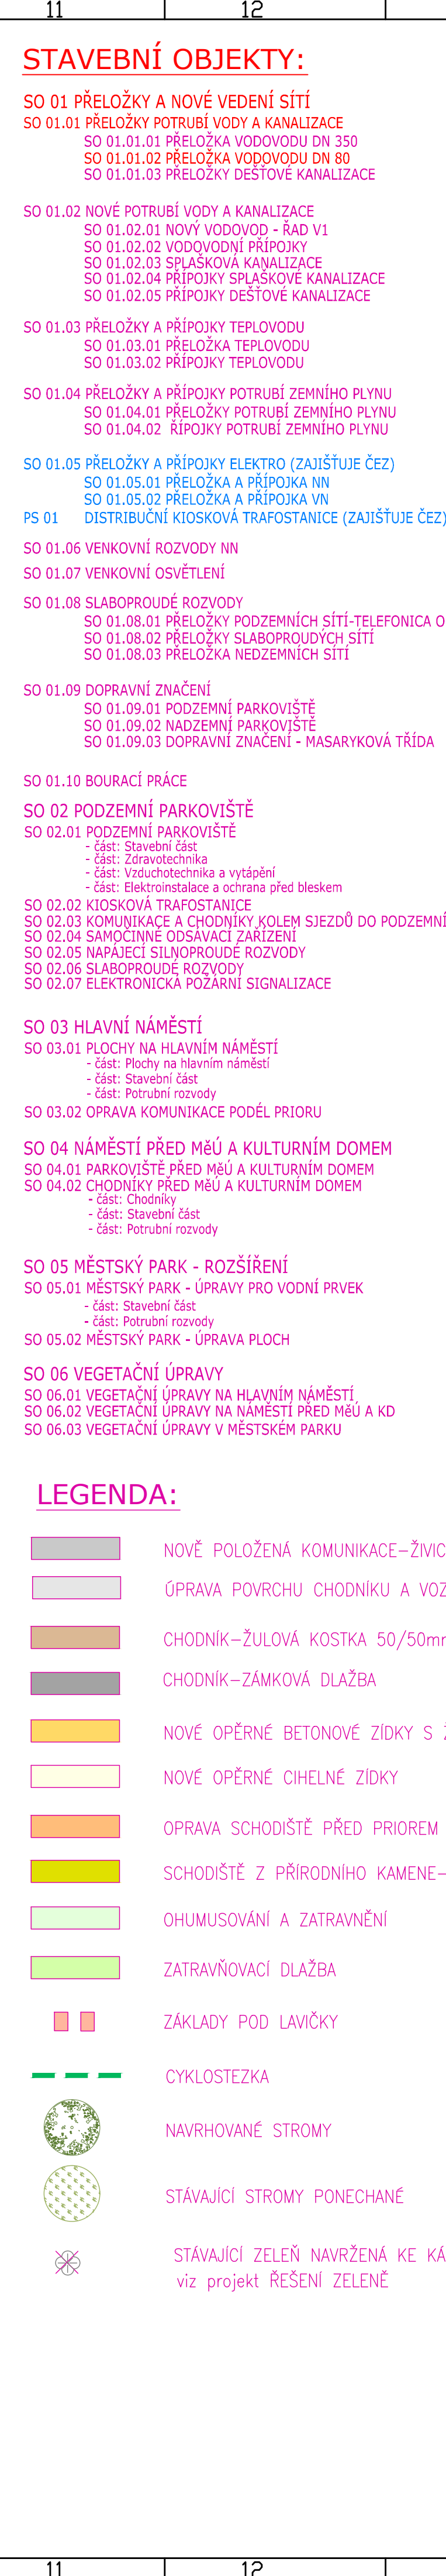 11 12
STAVEBNÍ OBJEKTY:
SO 01 PŘELOŽKY A NOVÉ VEDENÍ SÍTÍ
SO 01.01 PŘELOŽKY POTRUBÍ VODY A KANALIZACE
SO 01.01.01 PŘELOŽKA VODOVODU DN 350
SO 01.01.02 PŘELOŽKA VODOVODU DN 80
SO 01.01.03 PŘELOŽKY DEŠŤOVÉ KANALIZACE
SO 01.02 NOVÉ POTRUBÍ VODY A KANALIZACE
SO 01.02.01 NOVÝ VODOVOD - ŘAD V1
SO 01.02.02 VODOVODNÍ PŘÍPOJKY
SO 01.02.03 SPLAŠKOVÁ KANALIZACE
SO 01.02.04 PŘÍPOJKY SPLAŠKOVÉ KANALIZACE
SO 01.02.05 PŘÍPOJKY DEŠŤOVÉ KANALIZACE
SO 01.03 PŘELOŽKY A PŘÍPOJKY TEPLOVODU
SO 01.03.01 PŘELOŽKA TEPLOVODU
SO 01.03.02 PŘÍPOJKY TEPLOVODU
SO 01.04 PŘELOŽKY A PŘÍPOJKY POTRUBÍ ZEMNÍHO PLYNU
SO 01.04.01 PŘELOŽKY POTRUBÍ ZEMNÍHO PLYNU
SO 01.04.02 ŘÍPOJKY POTRUBÍ ZEMNÍHO PLYNU
SO 01.05 PŘELOŽKY A PŘÍPOJKY ELEKTRO (ZAJIŠŤUJE ČEZ)
SO 01.05.01 PŘELOŽKA A PŘÍPOJKA NN
SO 01.05.02 PŘELOŽKA A PŘÍPOJKA VN
PS 01 DISTRIBUČNÍ KIOSKOVÁ TRAFOSTANICE (ZAJIŠŤUJE ČEZ)
SO 01.06 VENKOVNÍ ROZVODY NN
SO 01.07 VENKOVNÍ OSVĚTLENÍ
SO 01.08 SLABOPROUDÉ ROZVODY
SO 01.08.01 PŘELOŽKY PODZEMNÍCH SÍTÍ-TELEFONICA O
SO 01.08.02 PŘELOŽKY SLABOPROUDÝCH SÍTÍ
SO 01.08.03 PŘELOŽKA NEDZEMNÍCH SÍTÍ
SO 01.09 DOPRAVNÍ ZNAČENÍ
SO 01.09.01 PODZEMNÍ PARKOVIŠTĚ
SO 01.09.02 NADZEMNÍ PARKOVIŠTĚ
SO 01.09.03 DOPRAVNÍ ZNAČENÍ - MASARYKOVÁ TŘÍDA
SO 01.10 BOURACÍ PRÁCE
SO 02 PODZEMNÍ PARKOVIŠTĚ
SO 02.01 PODZEMNÍ PARKOVIŠTĚ
- část: Stavební část
- část: Zdravotechnika
- část: Vzduchotechnika a vytápění
- část: Elektroinstalace a ochrana před bleskem
SO 02.02 KIOSKOVÁ TRAFOSTANICE
SO 02.03 KOMUNIKACE A CHODNÍKY KOLEM SJEZDŮ DO PODZEMNÍ
SO 02.04 SAMOČINNÉ ODSÁVACÍ ZAŘÍZENÍ
SO 02.05 NAPÁJECÍ SILNOPROUDÉ ROZVODY
SO 02.06 SLABOPROUDÉ ROZVODY
SO 02.07 ELEKTRONICKÁ POŽÁRNÍ SIGNALIZACE
SO 03 HLAVNÍ NÁMĚSTÍ
SO 03.01 PLOCHY NA HLAVNÍM NÁMĚSTÍ
- část: Plochy na hlavním náměstí
- část: Stavební část
- část: Potrubní rozvody
SO 03.02 OPRAVA KOMUNIKACE PODÉL PRIORU
SO 04 NÁMĚSTÍ PŘED MěÚ A KULTURNÍM DOMEM
SO 04.01 PARKOVIŠTĚ PŘED MěÚ A KULTURNÍM DOMEM
SO 04.02 CHODNÍKY PŘED MěÚ A KULTURNÍM DOMEM
- část: Chodníky
- část: Stavební část
- část: Potrubní rozvody
SO 05 MĚSTSKÝ PARK - ROZŠÍŘENÍ
SO 05.01 MĚSTSKÝ PARK - ÚPRAVY PRO VODNÍ PRVEK
- část: Stavební část
- část: Potrubní rozvody
SO 05.02 MĚSTSKÝ PARK - ÚPRAVA PLOCH
SO 06 VEGETAČNÍ ÚPRAVY
SO 06.01 VEGETAČNÍ ÚPRAVY NA HLAVNÍM NÁMĚSTÍ
SO 06.02 VEGETAČNÍ ÚPRAVY NA NÁMĚSTÍ PŘED MěÚ A KD
SO 06.03 VEGETAČNÍ ÚPRAVY V MĚSTSKÉM PARKU
LEGENDA:
NOVĚ POLOŽENÁ KOMUNIKACE-ŽIVIC
ÚPRAVA POVRCHU CHODNÍKU A VOZ
CHODNÍK-ŽULOVÁ KOSTKA 50/50mm
CHODNÍK-ZÁMKOVÁ DLAŽBA
NOVÉ OPĚRNÉ BETONOVÉ ZÍDKY S
NOVÉ OPĚRNÉ CIHELNÉ ZÍDKY
OPRAVA SCHODIŠTĚ PŘED PRIOREM
SCHODIŠTĚ Z PŘÍRODNÍHO KAMENE-
OHUMUSOVÁNÍ A ZATRAVNĚNÍ
ZATRAVŇOVACÍ DLAŽBA
ZÁKLADY POD LAVIČKY
CYKLOSTEZKA
NAVRHOVANÉ STROMY
STÁVAJÍCÍ STROMY PONECHANÉ
STÁVAJÍCÍ ZELEŇ NAVRŽENÁ KE KÁ
viz projekt ŘEŠENÍ ZELENĚ
11 12